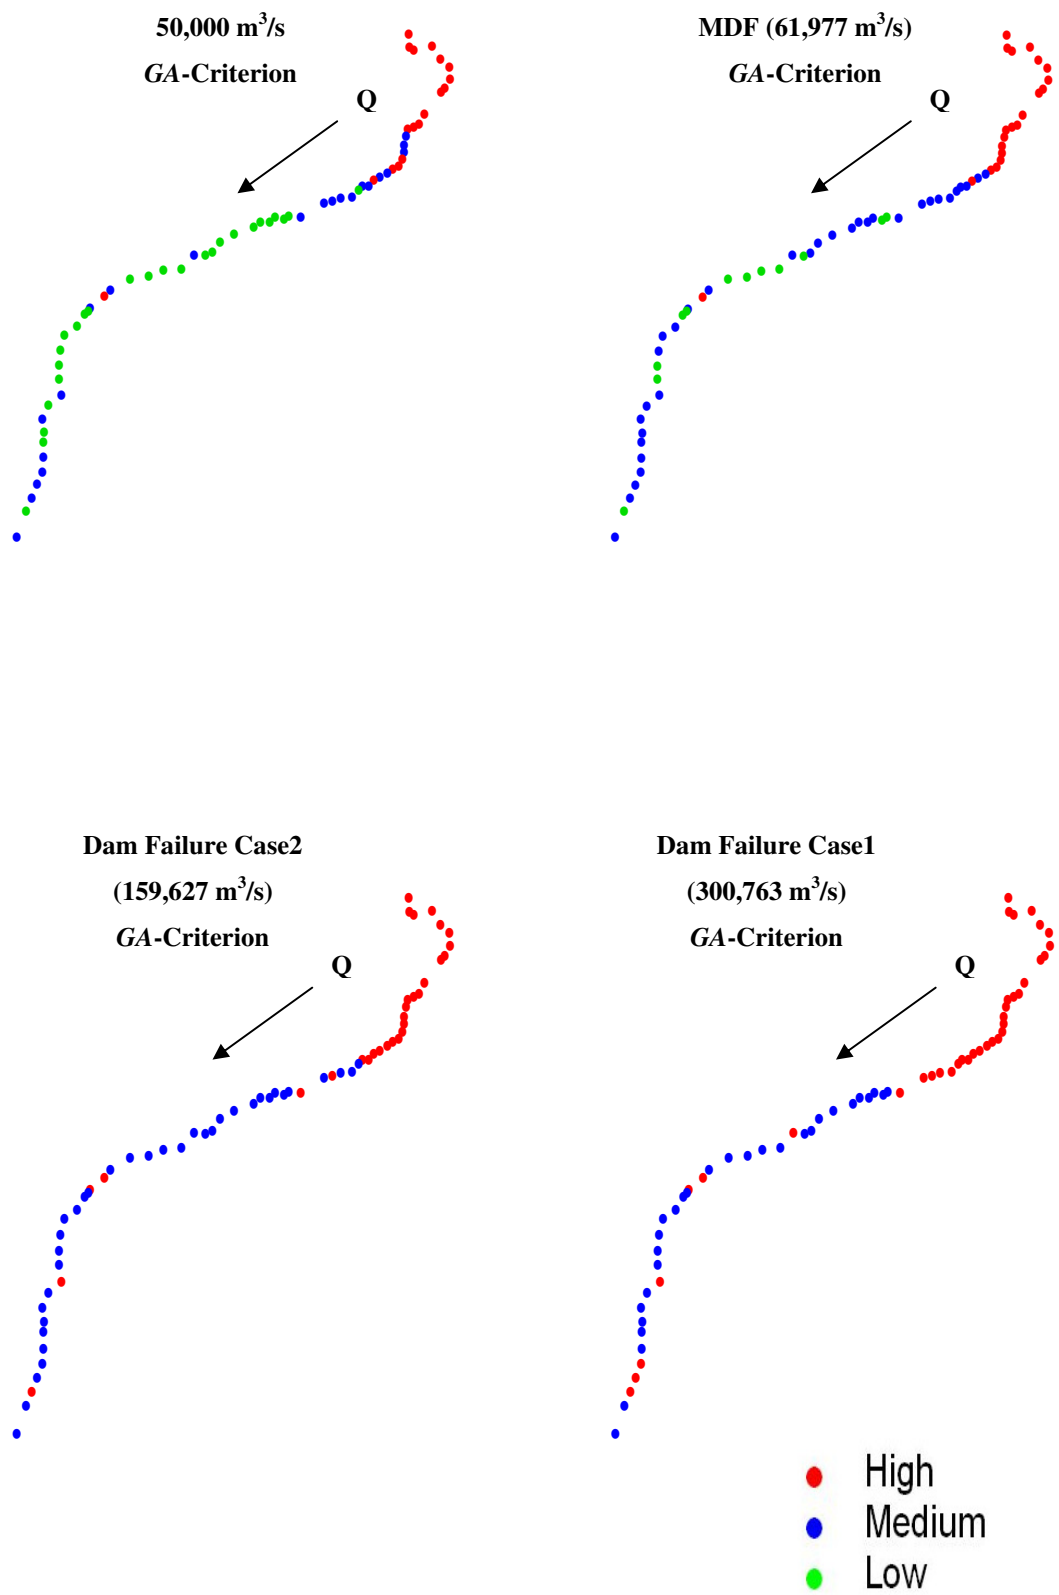 50,000 m³/s
GA-Criterion
Q
MDF (61,977 m³/s)
GA-Criterion
Q
Dam Failure Case2
(159,627 m³/s)
GA-Criterion
Q
Dam Failure Case1
(300,763 m³/s)
GA-Criterion
Q
High
Medium
Low